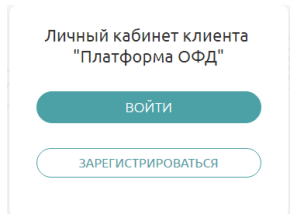 Личный кабинет клиента
"Платформа ОФД"
ВОЙТИ
ЗАРЕГИСТРИРОВАТЬСЯ